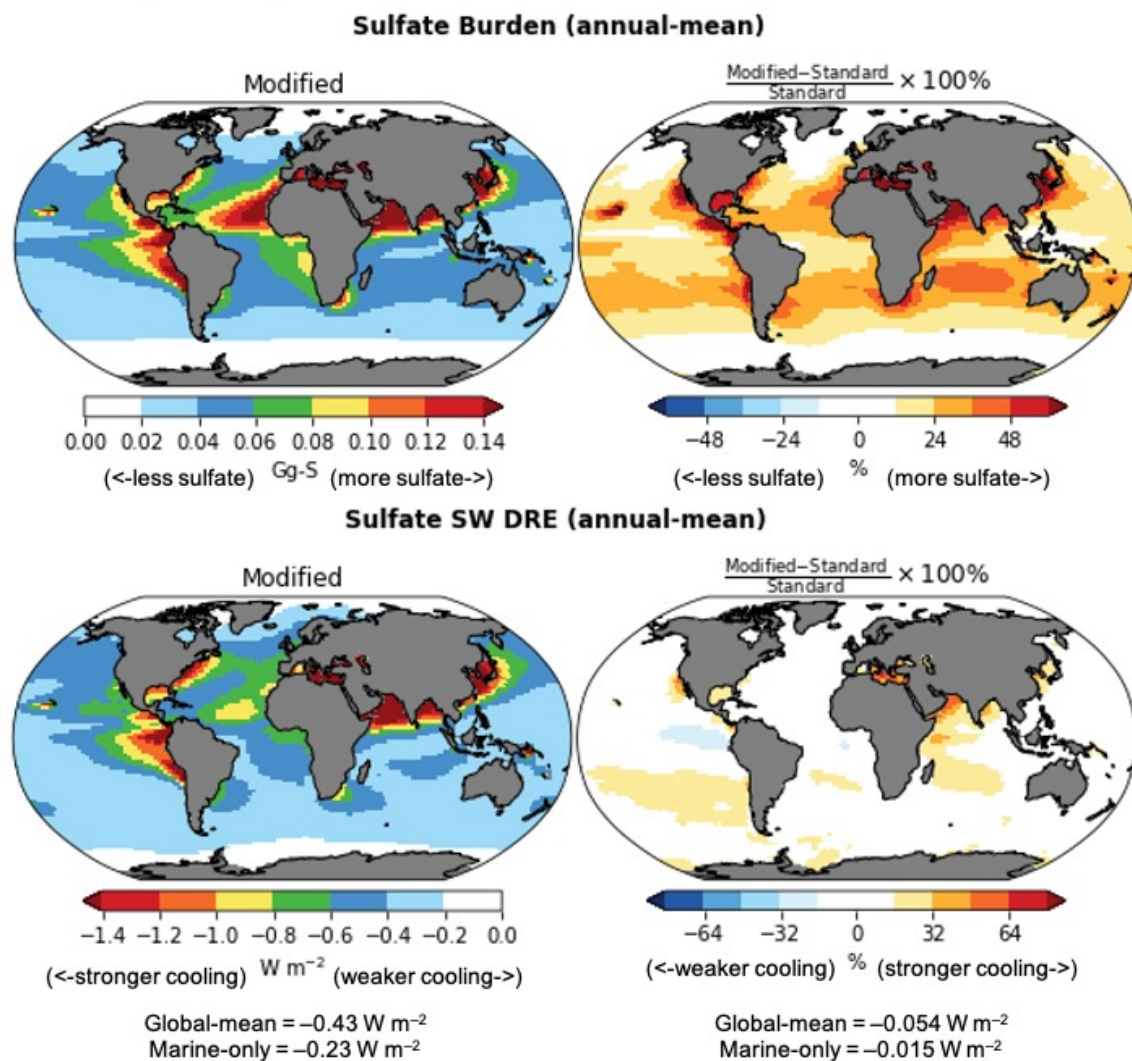 Sulfate Burden (annual-mean)
Modified
Modified−Standard
Standard
× 100%
0.00 0.02 0.04 0.06 0.08 0.10 0.12 0.14
(<-less sulfate) Gg-S (more sulfate->)
−48 −24 0 24 48
(<-less sulfate) % (more sulfate->)
Sulfate SW DRE (annual-mean)
Modified
Modified−Standard
Standard
× 100%
−1.4 −1.2 −1.0 −0.8 −0.6 −0.4 −0.2 0.0
(<-stronger cooling) W m⁻² (weaker cooling->)
−64 −32 0 32 64
(<-weaker cooling) % (stronger cooling->)
Global-mean = –0.43 W m⁻²
Marine-only = –0.23 W m⁻²
Global-mean = –0.054 W m⁻²
Marine-only = –0.015 W m⁻²